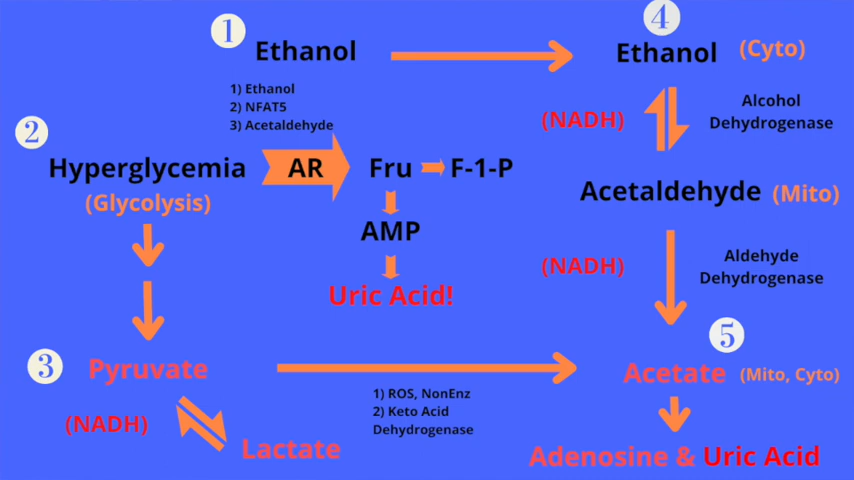 1
Ethanol
1) Ethanol
2) NFAT5
3) Acetaldehyde
4
Ethanol (Cyto)
(NADH)
Alcohol
Dehydrogenase
2
Hyperglycemia
(Glycolysis)
AR
Fru
F-1-P
AMP
Uric Acid!
Acetaldehyde (Mito)
(NADH)
Aldehyde
Dehydrogenase
3
Pyruvate
(NADH)
Lactate
1) ROS, NonEnz
2) Keto Acid
Dehydrogenase
5
Acetate (Mito, Cyto)
Adenosine & Uric Acid